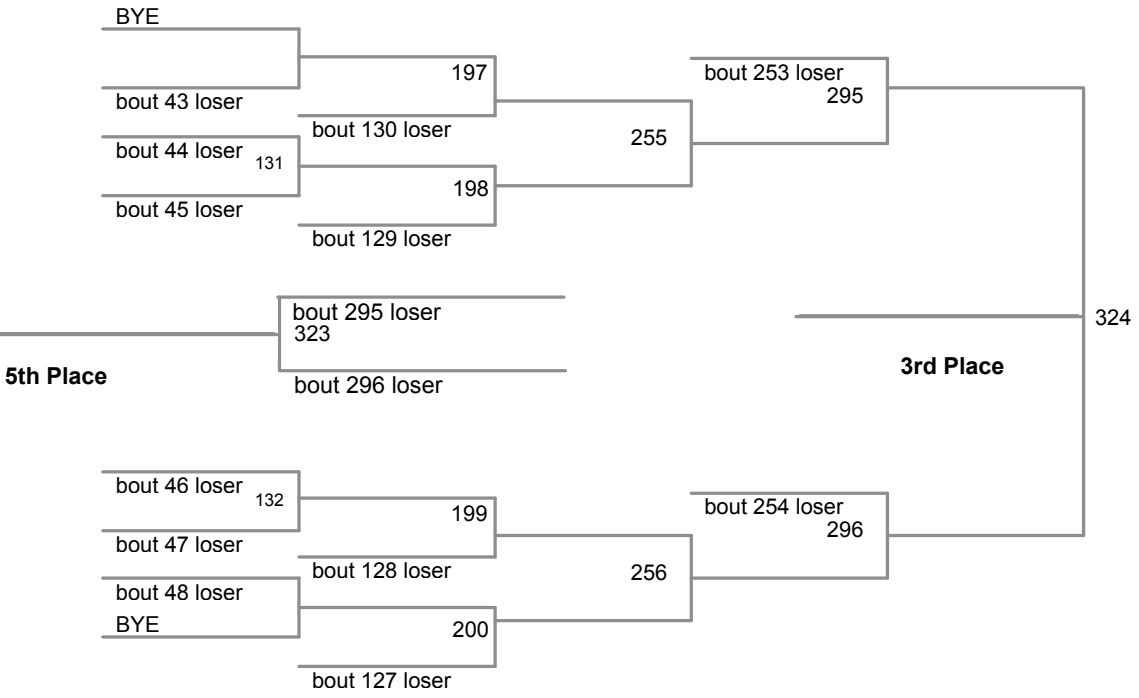 BYE
197
bout 253 loser
295
bout 43 loser
bout 130 loser
255
bout 44 loser
131
198
bout 45 loser
bout 129 loser
bout 295 loser
323
324
5th Place
bout 296 loser
3rd Place
bout 46 loser
132
199
bout 254 loser
296
bout 47 loser
bout 128 loser
256
bout 48 loser
BYE
200
bout 127 loser